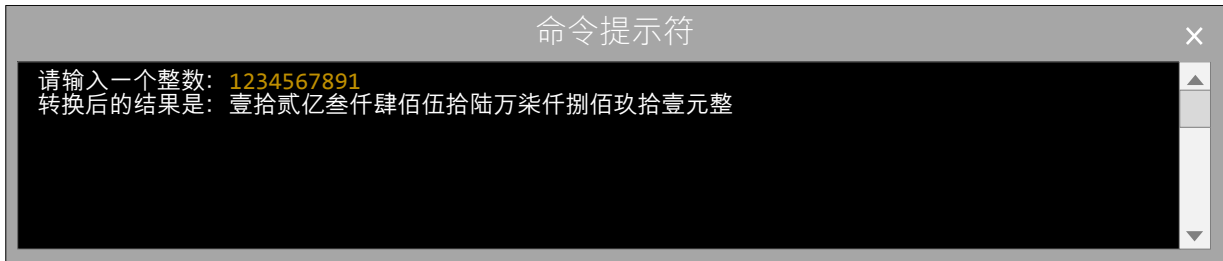 命令提示符
请输入一个整数：1234567891
转换后的结果是：壹拾贰亿叁仟肆佰伍拾陆万柒仟捌佰玖拾壹元整